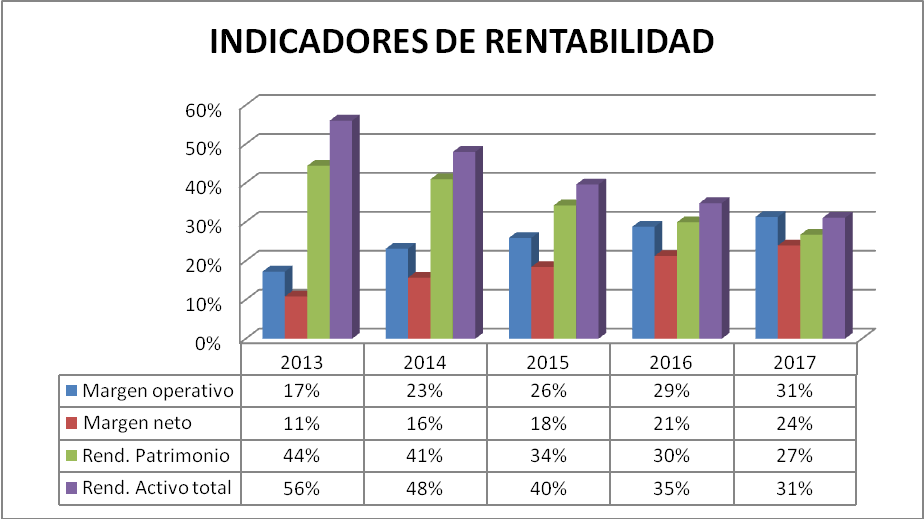 INDICADORES DE RENTABILIDAD
60%
50%
40%
30%
20%
10%
0%
2013 2014 2015 2016 2017
Margen operativo 17% 23% 26% 29% 31%
Margen neto 11% 16% 18% 21% 24%
Rend. Patrimonio 44% 41% 34% 30% 27%
Rend. Activo total 56% 48% 40% 35% 31%